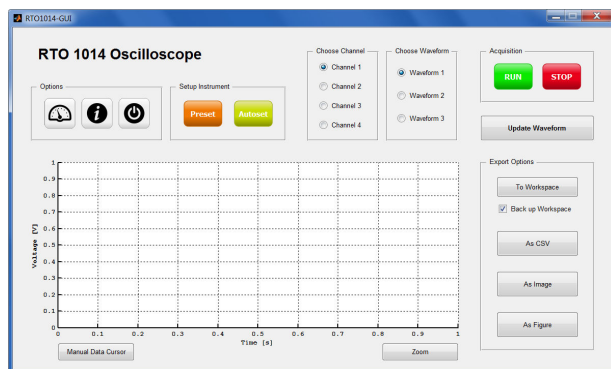 RTO1014-GUI
RTO 1014 Oscilloscope
Options
Setup Instrument
Preset
Autoset
Choose Channel
Channel 1
Channel 2
Channel 3
Channel 4
Choose Waveform
Waveform 1
Waveform 2
Waveform 3
Acquisition
RUN
STOP
Update Waveform
Voltage [V]
1
0.9
0.8
0.7
0.6
0.5
0.4
0.3
0.2
0.1
0
0 0.1 0.2 0.3 0.4 0.5 0.6 0.7 0.8 0.9 1
Time [s]
Manual Data Cursor
Zoom
Export Options
To Workspace
Back up Workspace
As CSV
As Image
As Figure